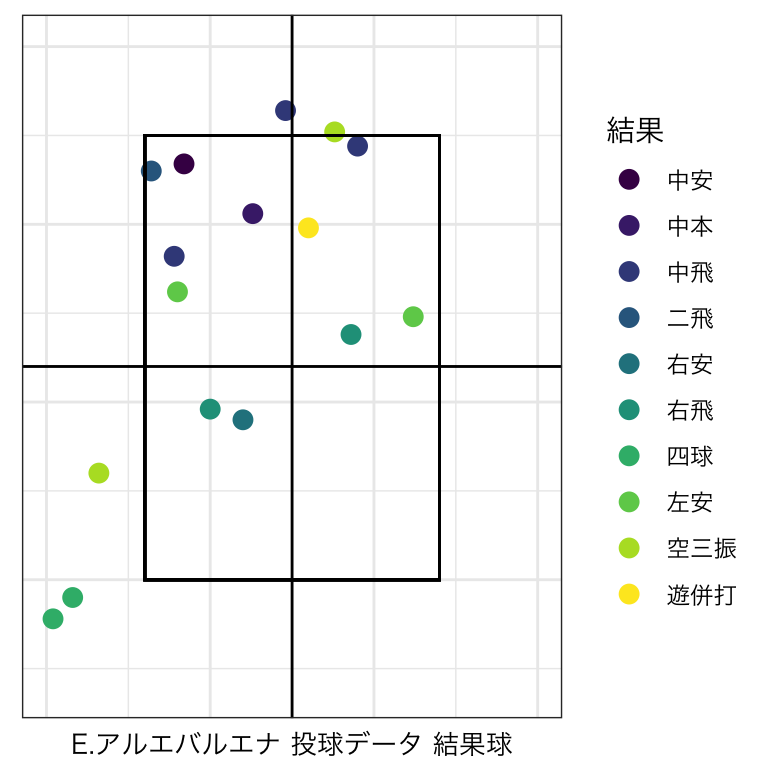 結果
中安
中本
中飛
二飛
右安
右飛
四球
左安
空三振
遊併打
E.アルエバルエナ 投球データ 結果球